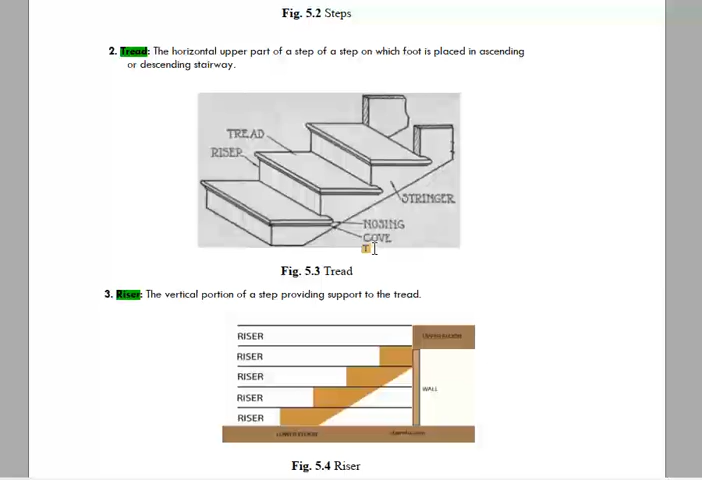 Fig. 5.2 Steps
2. Tread: The horizontal upper part of a step of a step on which foot is placed in ascending
or descending stairway.
TREAD
RISER
STRINGER
NOSING
COVE
Fig. 5.3 Tread
3. Riser: The vertical portion of a step providing support to the tread.
RISER
RISER
RISER
WALL
RISER
RISER
Fig. 5.4 Riser